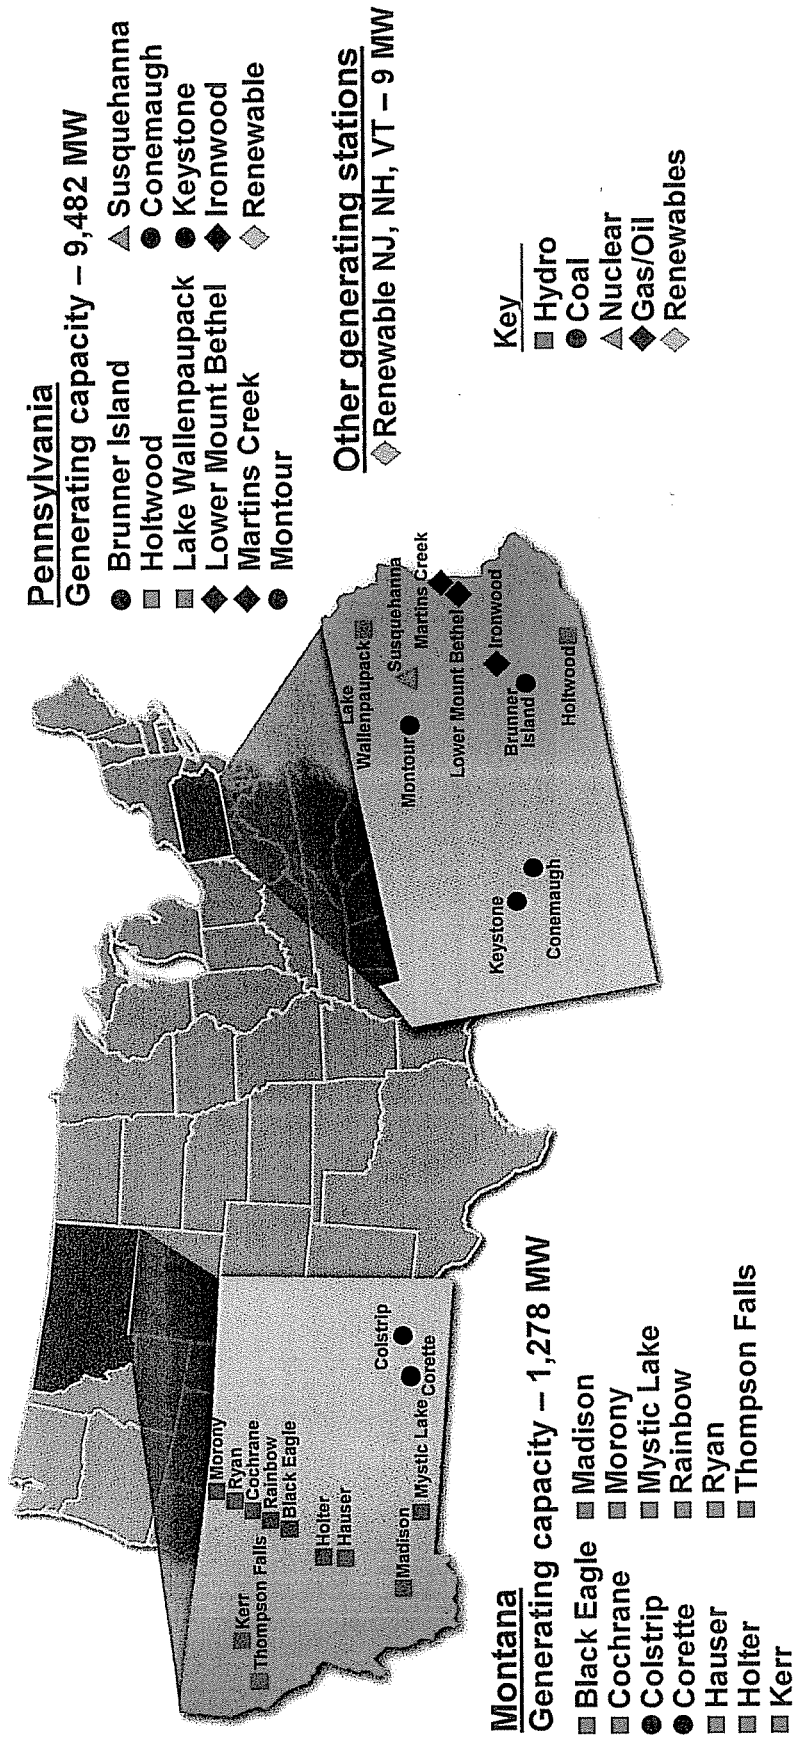 Pennsylvania
Generating capacity – 9,482 MW
Brunner Island
Holtwood
Lake Wallenpaupack
Lower Mount Bethel
Martins Creek
Montour
Susquehanna
Conemaugh
Keystone
Ironwood
Renewable
Other generating stations
Renewable NJ, NH, VT – 9 MW
Key
Hydro
Coal
Nuclear
Gas/Oil
Renewables
Lake
Wallenpaupack
Susquehanna
Martins Creek
Montour
Lower Mount Bethel
Ironwood
Brunner
Island
Holtwood
Keystone
Conemaugh
Morony
Ryan
Cochrane
Rainbow
Black Eagle
Kerr
Thompson Falls
Holter
Hauser
Madison
Mystic Lake
Colstrip
Corette
Montana
Generating capacity – 1,278 MW
Black Eagle
Cochrane
Colstrip
Corette
Hauser
Holter
Kerr
Madison
Morony
Mystic Lake
Rainbow
Ryan
Thompson Falls